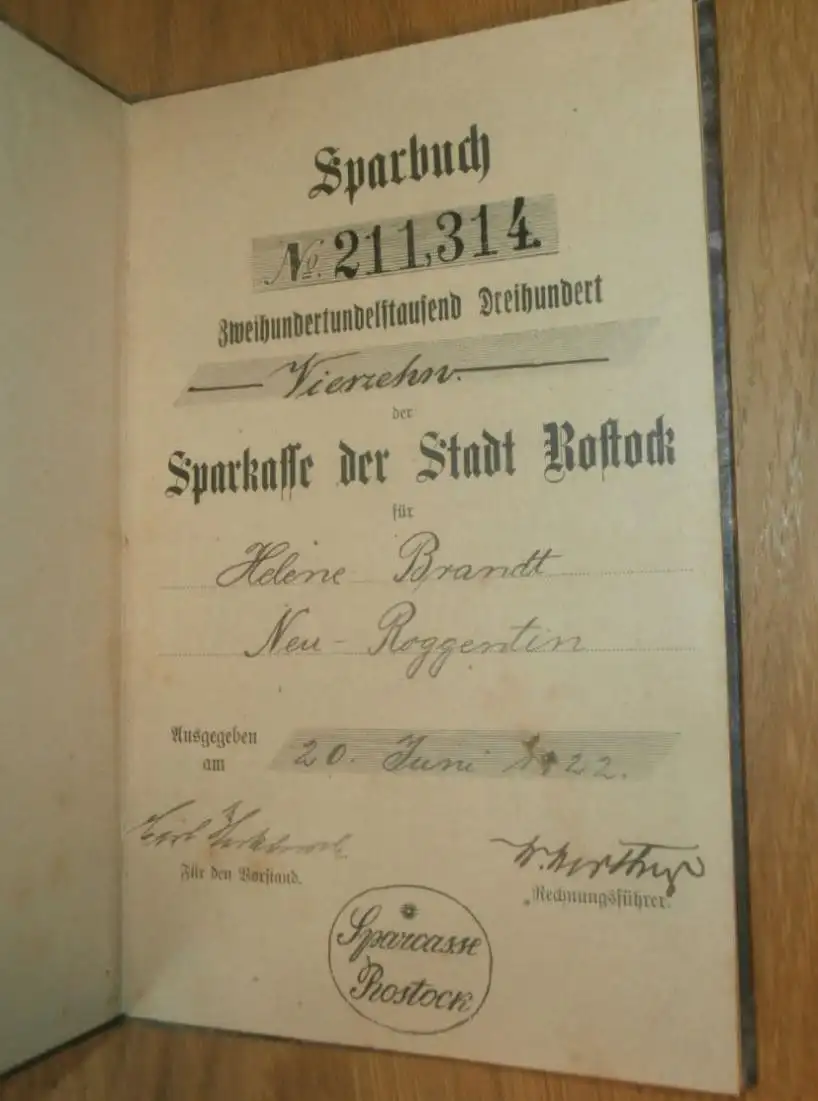 Sparbuch
No. 211,314.
Zweihundertundelftausend Dreihundert
Vierzehn.
der
Sparkasse der Stadt Rostock
für
Helene Brandt
Neu-Roggentin
Ausgegeben
am 20. Juni 22.
Für den Vorstand.
Rechnungsführer.
Sparcasse
Rostock